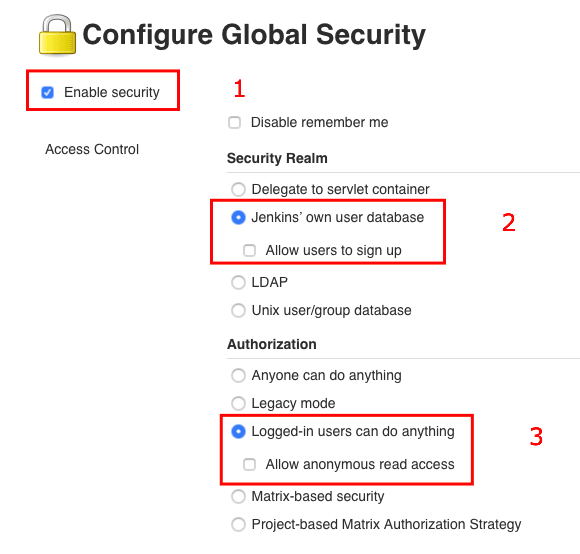 Configure Global Security
Enable security
1
Disable remember me
Access Control
Security Realm
Delegate to servlet container
Jenkins’ own user database
2
Allow users to sign up
LDAP
Unix user/group database
Authorization
Anyone can do anything
Legacy mode
Logged-in users can do anything
3
Allow anonymous read access
Matrix-based security
Project-based Matrix Authorization Strategy